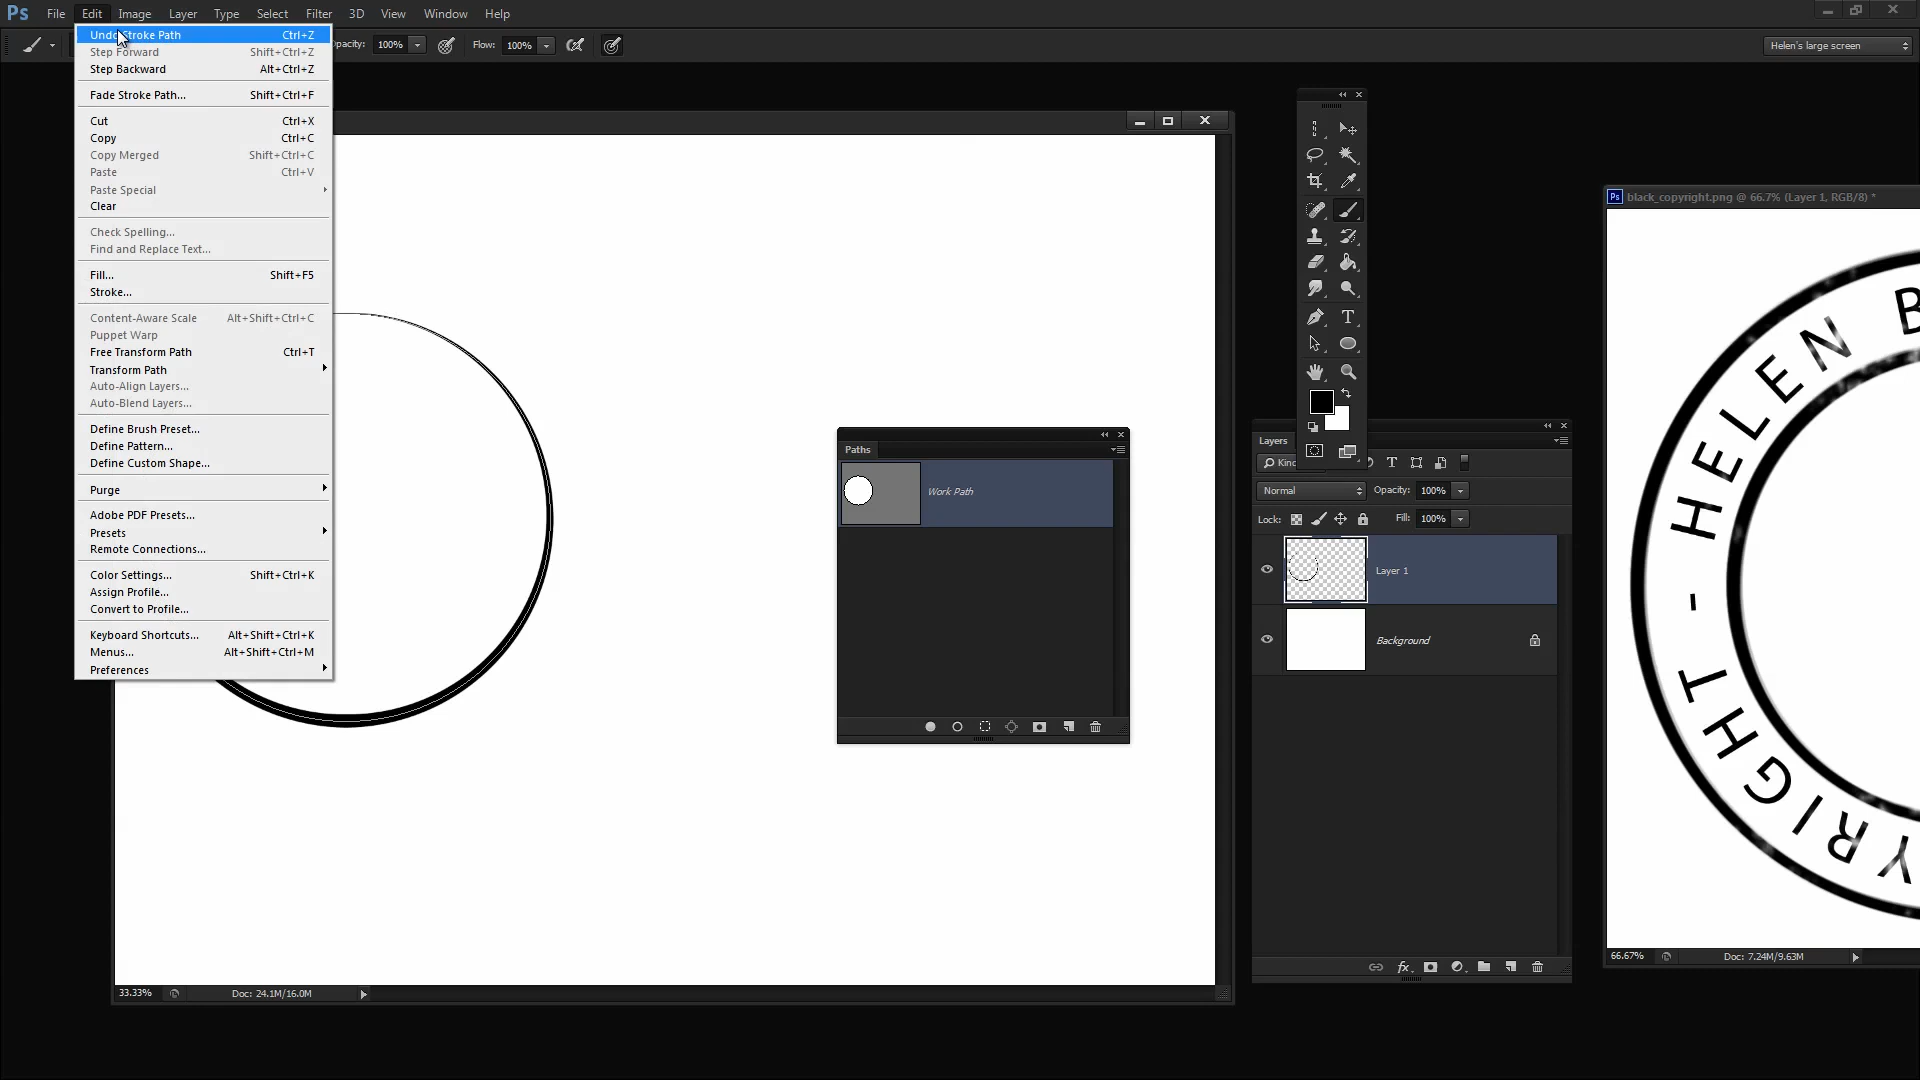 Ps File Edit Image Layer Type Select Filter 3D View Window Help
Opacity: 100% Flow: 100% Helen's large screen
Undo Stroke Path Ctrl+Z
Step Forward Shift+Ctrl+Z
Step Backward Alt+Ctrl+Z
Fade Stroke Path... Shift+Ctrl+F
Cut Ctrl+X
Copy Ctrl+C
Copy Merged Shift+Ctrl+C
Paste Ctrl+V
Paste Special
Clear
Check Spelling...
Find and Replace Text...
Fill... Shift+F5
Stroke...
Content-Aware Scale Alt+Shift+Ctrl+C
Puppet Warp
Free Transform Path Ctrl+T
Transform Path
Auto-Align Layers...
Auto-Blend Layers...
Define Brush Preset...
Define Pattern...
Define Custom Shape...
Purge
Adobe PDF Presets...
Presets
Remote Connections...
Color Settings... Shift+Ctrl+K
Assign Profile...
Convert to Profile...
Keyboard Shortcuts... Alt+Shift+Ctrl+K
Menus... Alt+Shift+Ctrl+M
Preferences
33.33% Doc: 24.1M/16.0M
Paths
Work Path
Layers
Kind
Normal Opacity: 100%
Lock: Fill: 100%
Layer 1
Background
fx
Ps black_copyright.png @ 66.7% (Layer 1, RGB/8) *
YRIGHT - HELEN B
66.67% Doc: 7.24M/9.63M